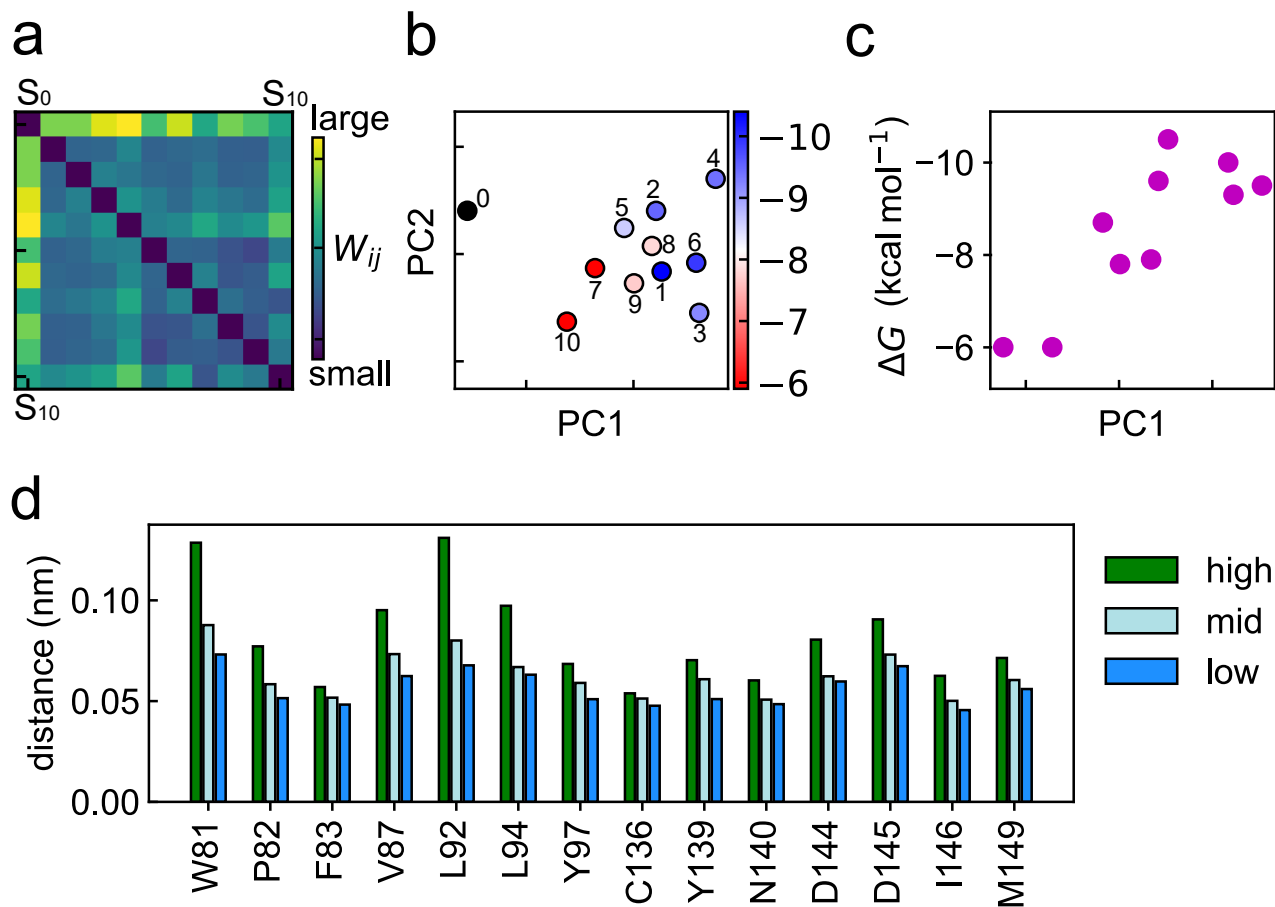 a
S0
S10
large
Wij
small
S10
b
PC2
0
4
2
5
8
6
7
9
1
3
10
PC1
−10
−9
−8
−7
−6
c
ΔG (kcal mol−1)
−10
−8
−6
PC1
d
distance (nm)
0.10
0.05
0.00
W81
P82
F83
V87
L92
L94
Y97
C136
Y139
N140
D144
D145
I146
M149
high
mid
low